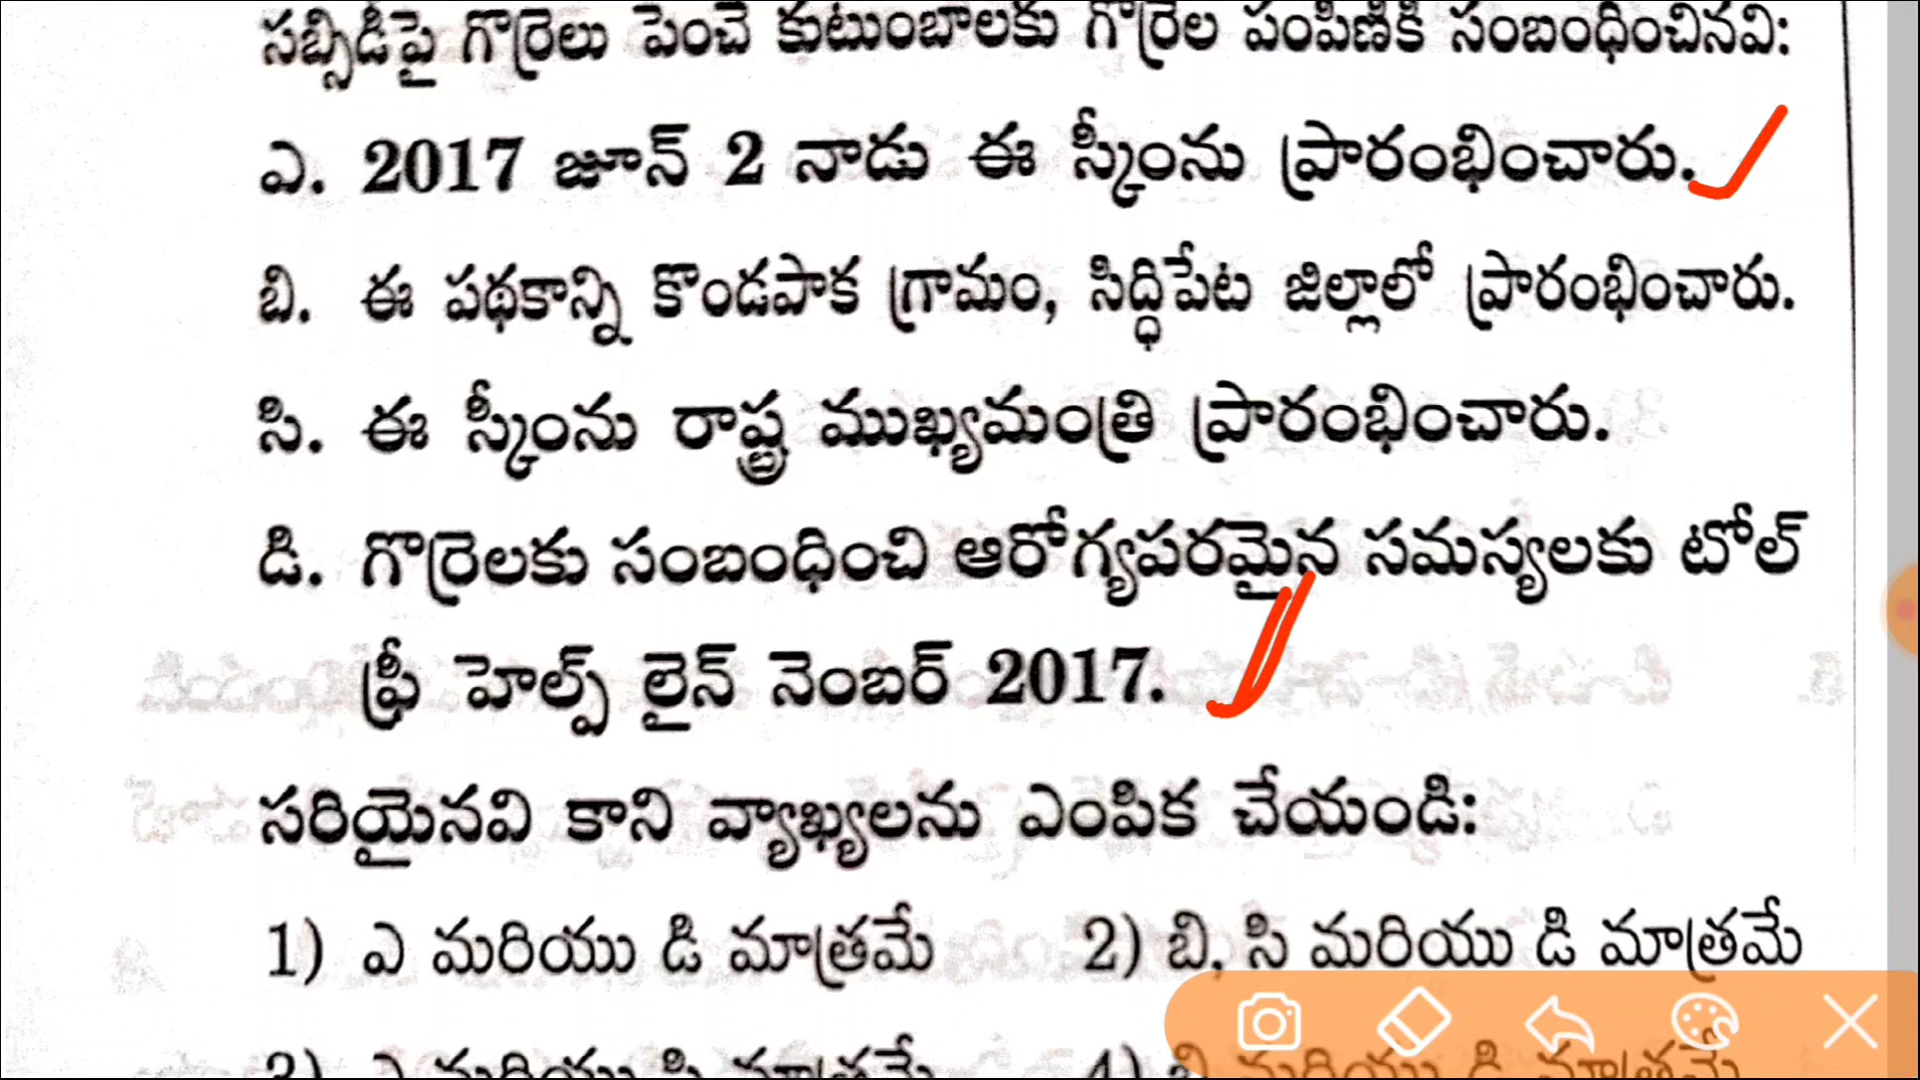 సబ్సిడీపై గొర్రెలు పెంచే కుటుంబాలకు గొర్రెల పంపిణీకి సంబంధించినవి:
ఎ. 2017 జూన్ 2 నాడు ఈ స్కీంను ప్రారంభించారు.
బి. ఈ పథకాన్ని కొండపాక గ్రామం, సిద్ధిపేట జిల్లాలో ప్రారంభించారు.
సి. ఈ స్కీంను రాష్ట్ర ముఖ్యమంత్రి ప్రారంభించారు.
డి. గొర్రెలకు సంబంధించి ఆరోగ్యపరమైన సమస్యలకు టోల్
ఫ్రీ హెల్ప్ లైన్ నెంబర్ 2017.
సరియైనవి కాని వ్యాఖ్యలను ఎంపిక చేయండి:
1) ఎ మరియు డి మాత్రమే 2) బి, సి మరియు డి మాత్రమే